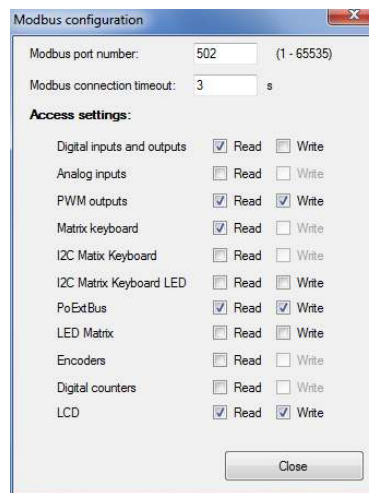 Modbus configuration
Modbus port number: 502 (1 - 65535)
Modbus connection timeout: 3 s
Access settings:
Digital inputs and outputs Read Write
Analog inputs Read Write
PWM outputs Read Write
Matrix keyboard Read Write
I2C Matix Keyboard Read Write
I2C Matrix Keyboard LED Read Write
PoExtBus Read Write
LED Matrix Read Write
Encoders Read Write
Digital counters Read Write
LCD Read Write
Close